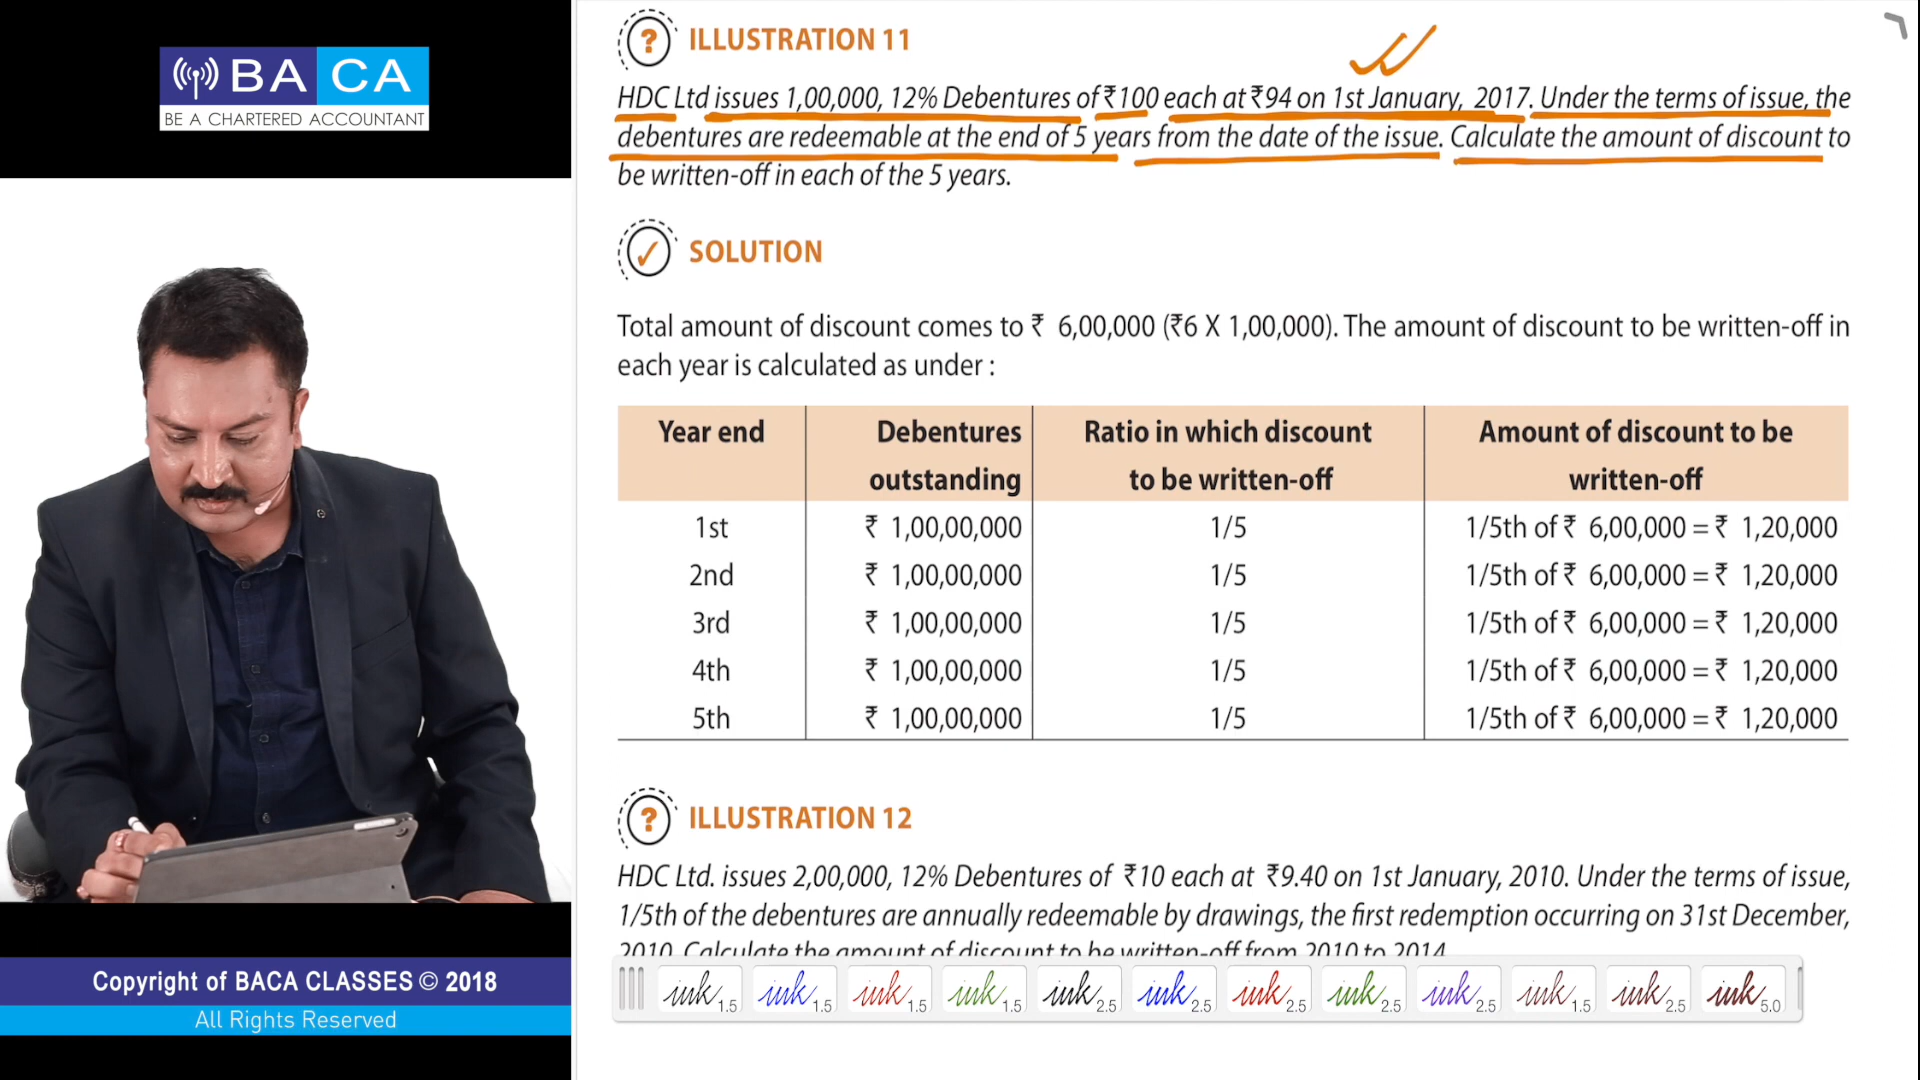 BA CA
BE A CHARTERED ACCOUNTANT
Copyright of BACA CLASSES © 2018
All Rights Reserved
? ILLUSTRATION 11
HDC Ltd issues 1,00,000, 12% Debentures of ₹100 each at ₹94 on 1st January, 2017. Under the terms of issue, the
debentures are redeemable at the end of 5 years from the date of the issue. Calculate the amount of discount to
be written-off in each of the 5 years.
✓ SOLUTION
Total amount of discount comes to ₹ 6,00,000 (₹6 X 1,00,000). The amount of discount to be written-off in
each year is calculated as under :
Year end Debentures Ratio in which discount Amount of discount to be
outstanding to be written-off written-off
1st ₹ 1,00,00,000 1/5 1/5th of ₹ 6,00,000 = ₹ 1,20,000
2nd ₹ 1,00,00,000 1/5 1/5th of ₹ 6,00,000 = ₹ 1,20,000
3rd ₹ 1,00,00,000 1/5 1/5th of ₹ 6,00,000 = ₹ 1,20,000
4th ₹ 1,00,00,000 1/5 1/5th of ₹ 6,00,000 = ₹ 1,20,000
5th ₹ 1,00,00,000 1/5 1/5th of ₹ 6,00,000 = ₹ 1,20,000
? ILLUSTRATION 12
HDC Ltd. issues 2,00,000, 12% Debentures of ₹10 each at ₹9.40 on 1st January, 2010. Under the terms of issue,
1/5th of the debentures are annually redeemable by drawings, the first redemption occurring on 31st December,
2010. Calculate the amount of discount to be written-off from 2010 to 2014.
ink 1.5 ink 1.5 ink 1.5 ink 1.5 ink 2.5 ink 2.5 ink 2.5 ink 2.5 ink 2.5 ink 1.5 ink 2.5 ink 5.0